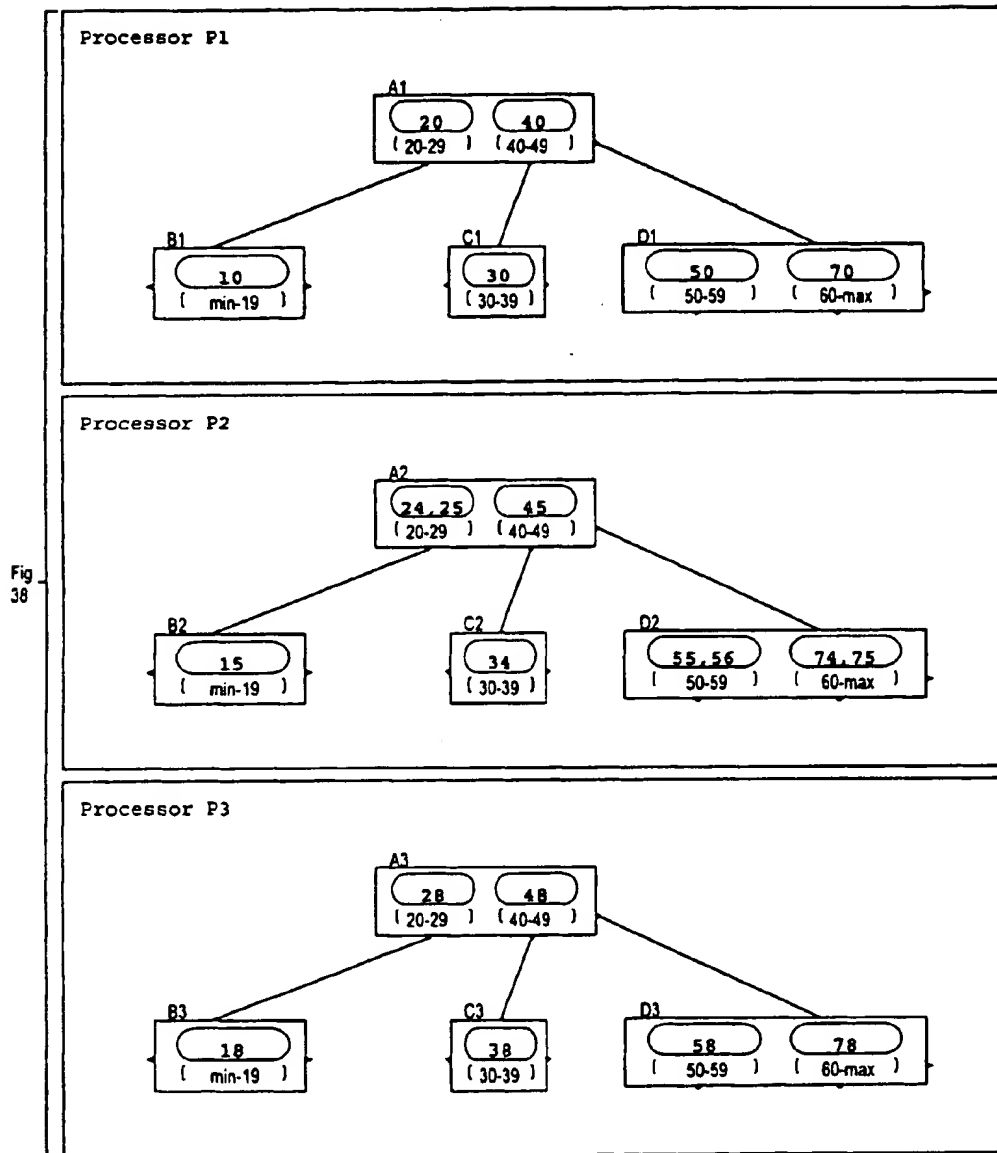 Processor P1
A1
20 40
( 20-29 ) ( 40-49 )
B1 C1 D1
10 30 50 70
( min-19 ) ( 30-39 ) ( 50-59 ) ( 60-max )
Processor P2
A2
24,25 45
( 20-29 ) ( 40-49 )
Fig
38
B2 C2 D2
15 34 55,56 74,75
( min-19 ) ( 30-39 ) ( 50-59 ) ( 60-max )
Processor P3
A3
28 48
( 20-29 ) ( 40-49 )
B3 C3 D3
18 38 58 78
( min-19 ) ( 30-39 ) ( 50-59 ) ( 60-max )